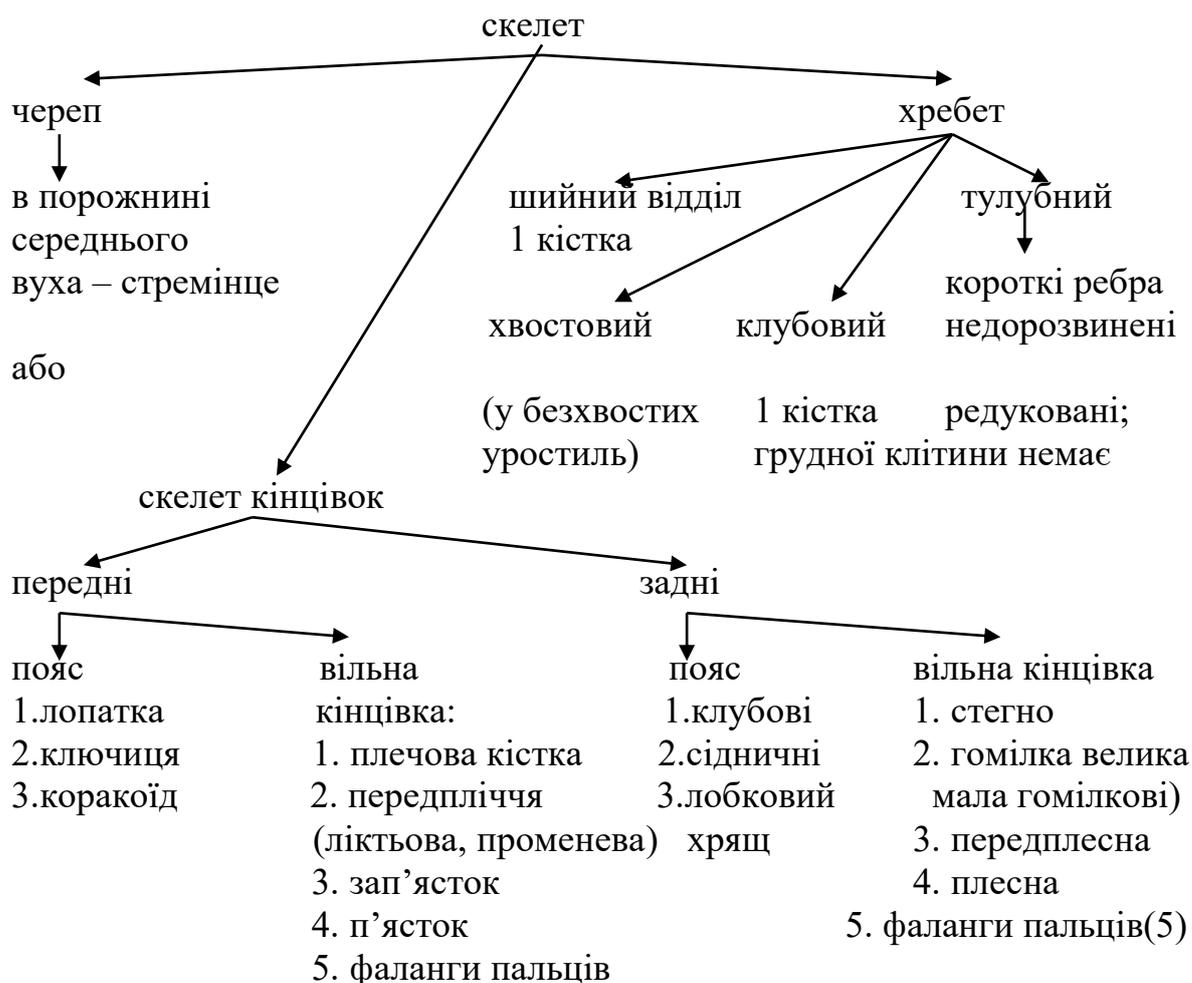 скелет
череп
хребет
в порожнині
середнього
вуха – стремінце
або
шийний відділ
1 кістка
тулубний
короткі ребра
недорозвинені
хвостовий
клубовий
(у безхвостих
уростиль)
1 кістка
редуковані;
грудної клітини немає
скелет кінцівок
передні
задні
пояс
1.лопатка
2.ключиця
3.коракоїд
вільна
кінцівка:
1. плечова кістка
2. передпліччя
(ліктьова, променева)
3. зап’ясток
4. п’ясток
5. фаланги пальців
пояс
1.клубові
2.сідничні
3.лобковий
хрящ
вільна кінцівка
1. стегно
2. гомілка велика
мала гомілкові)
3. передплесна
4. плесна
5. фаланги пальців(5)